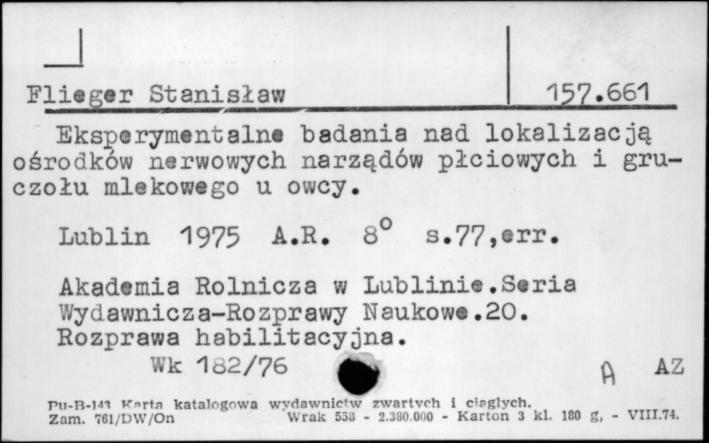 Flieger Stanisław 157.661
Eksperymentalne badania nad lokalizacją
ośrodków nerwowych narządów płciowych i gru-
czołu mlekowego u owcy.
Lublin 1975 A.R. 8° s.77,err.
Akademia Rolnicza w Lublinie.Seria
Wydawnicza-Rozprawy Naukowe.20.
Rozprawa habilitacyjna.
Wk 182/76 A AZ
Pu-B-143 Karta katalogowa wydawnictw zwartych i ciągłych.
Zam. 761/DW/On Wrak 558 - 2.380.000 - Karton 3 kl. 180 g, - VIII.74.